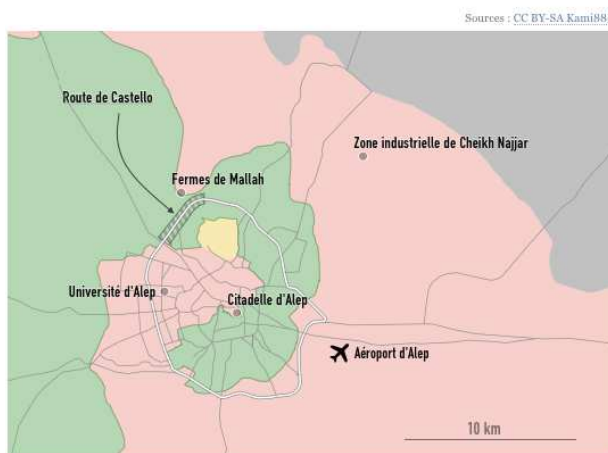 Sources : CC BY-SA Kami88
Route de Castello
Zone industrielle de Cheikh Najjar
Fermes de Mallah
Université d'Alep
Citadelle d'Alep
Aéroport d'Alep
10 km